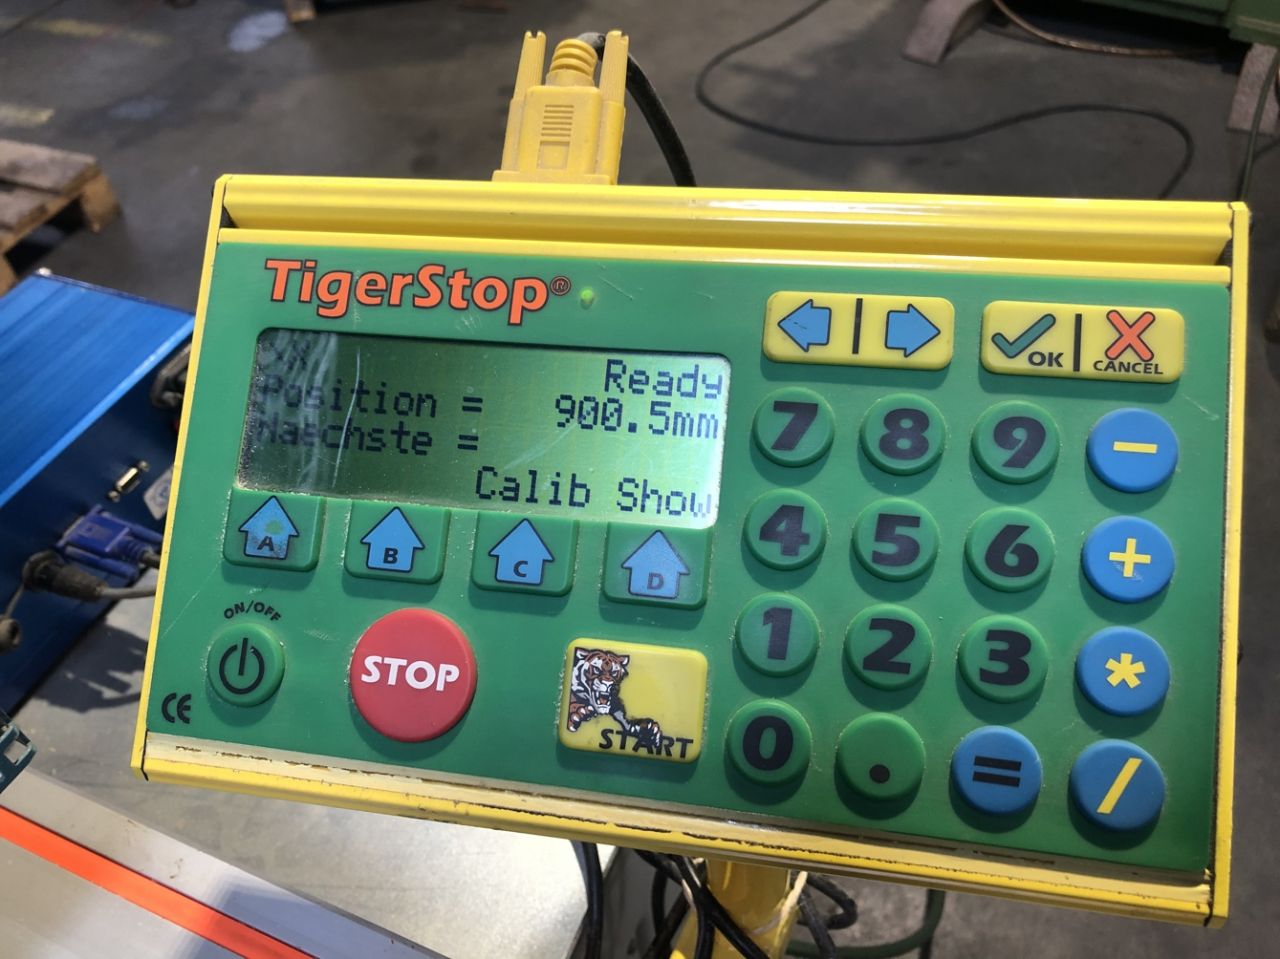 TigerStop®
Ready
Position = 900.5mm
Naechste =
Calib Show
OK
CANCEL
7 8 9 -
4 5 6 +
1 2 3 *
0 . = /
A B C D
ON/OFF
STOP
START
CE